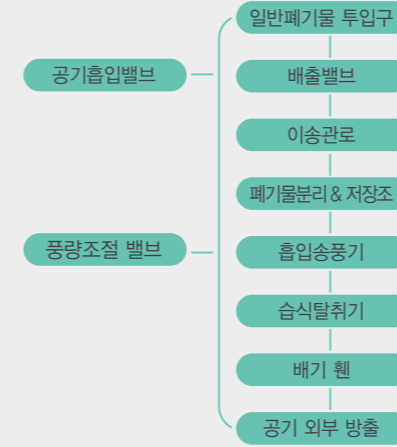 일반폐기물 투입구
공기흡입밸브
배출밸브
이송관로
폐기물분리 & 저장조
풍량조절 밸브
흡입송풍기
습식탈취기
배기 휀
공기 외부 방출